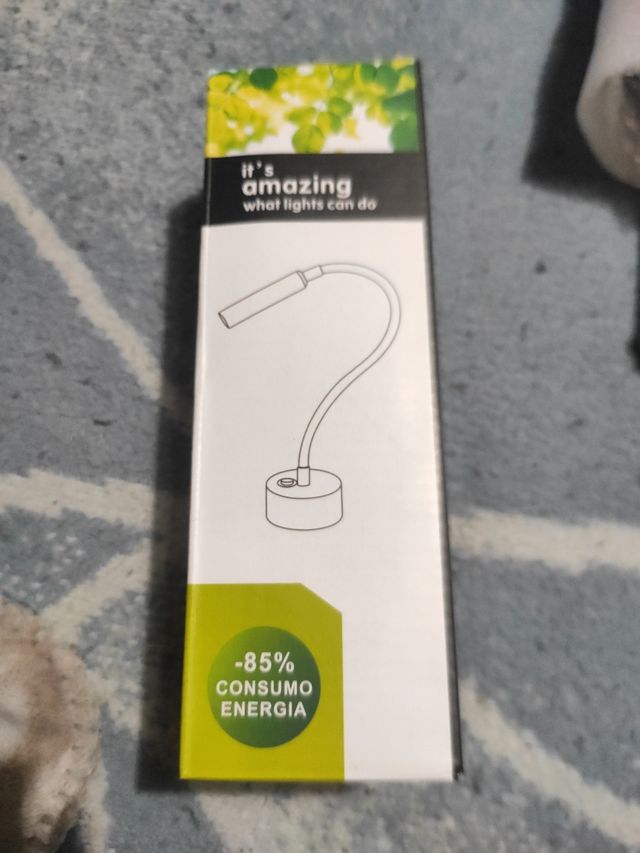 it's
amazing
what lights can do
-85%
CONSUMO
ENERGIA